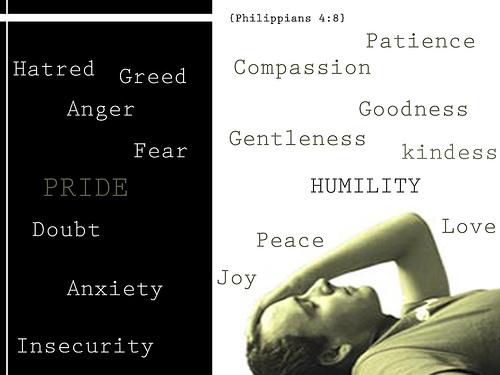 {Philippians 4:8}
Hatred
Greed
Anger
Fear
PRIDE
Doubt
Anxiety
Insecurity
Patience
Compassion
Goodness
Gentleness
kindess
HUMILITY
Love
Peace
Joy